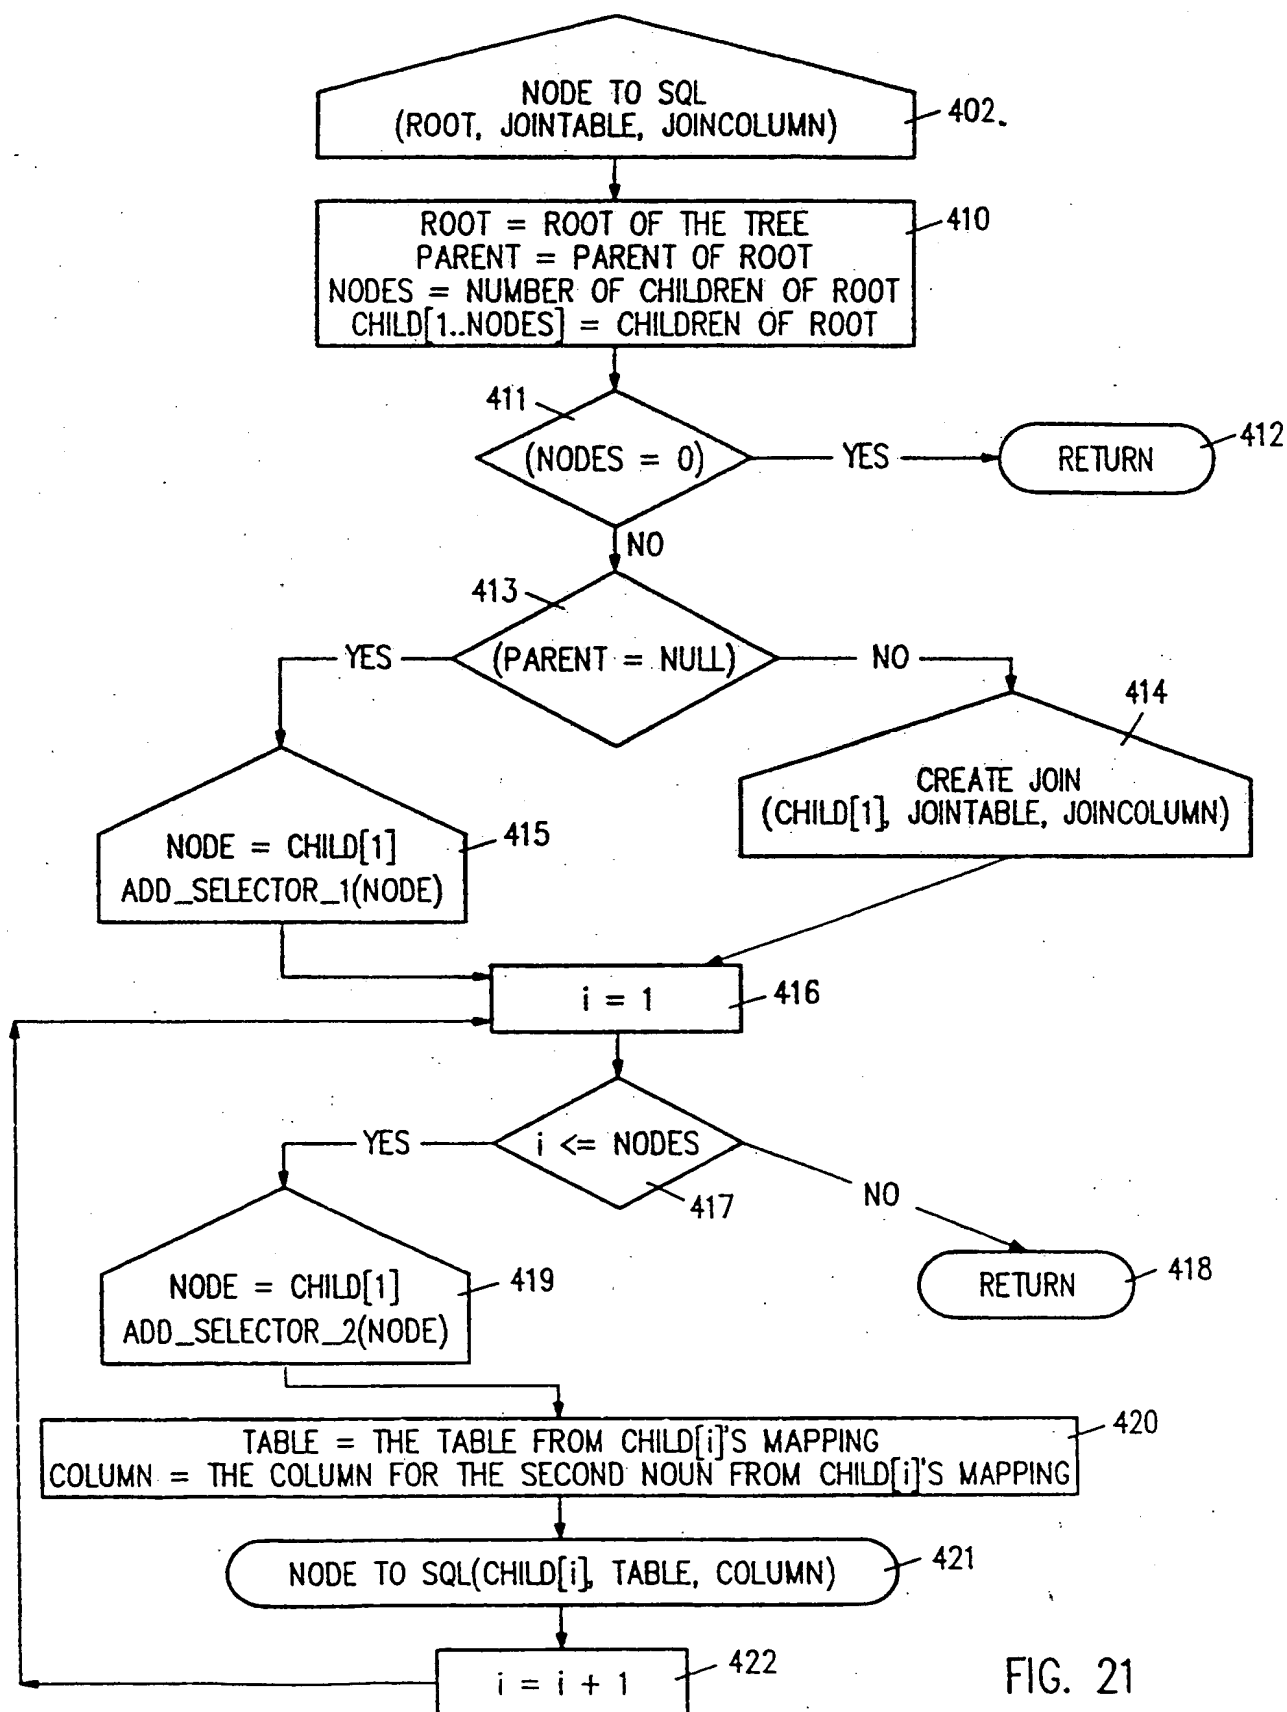 NODE TO SQL
(ROOT, JOINTABLE, JOINCOLUMN)
402
ROOT = ROOT OF THE TREE
PARENT = PARENT OF ROOT
NODES = NUMBER OF CHILDREN OF ROOT
CHILD[1..NODES] = CHILDREN OF ROOT
410
411
(NODES = 0)
YES
RETURN
412
NO
413
(PARENT = NULL)
YES
NO
414
CREATE JOIN
(CHILD[1], JOINTABLE, JOINCOLUMN)
NODE = CHILD[1]
ADD_SELECTOR_1(NODE)
415
i = 1
416
i <= NODES
417
YES
NO
RETURN
418
NODE = CHILD[1]
ADD_SELECTOR_2(NODE)
419
TABLE = THE TABLE FROM CHILD[i]'S MAPPING
COLUMN = THE COLUMN FOR THE SECOND NOUN FROM CHILD[i]'S MAPPING
420
NODE TO SQL(CHILD[i], TABLE, COLUMN)
421
i = i + 1
422
FIG. 21